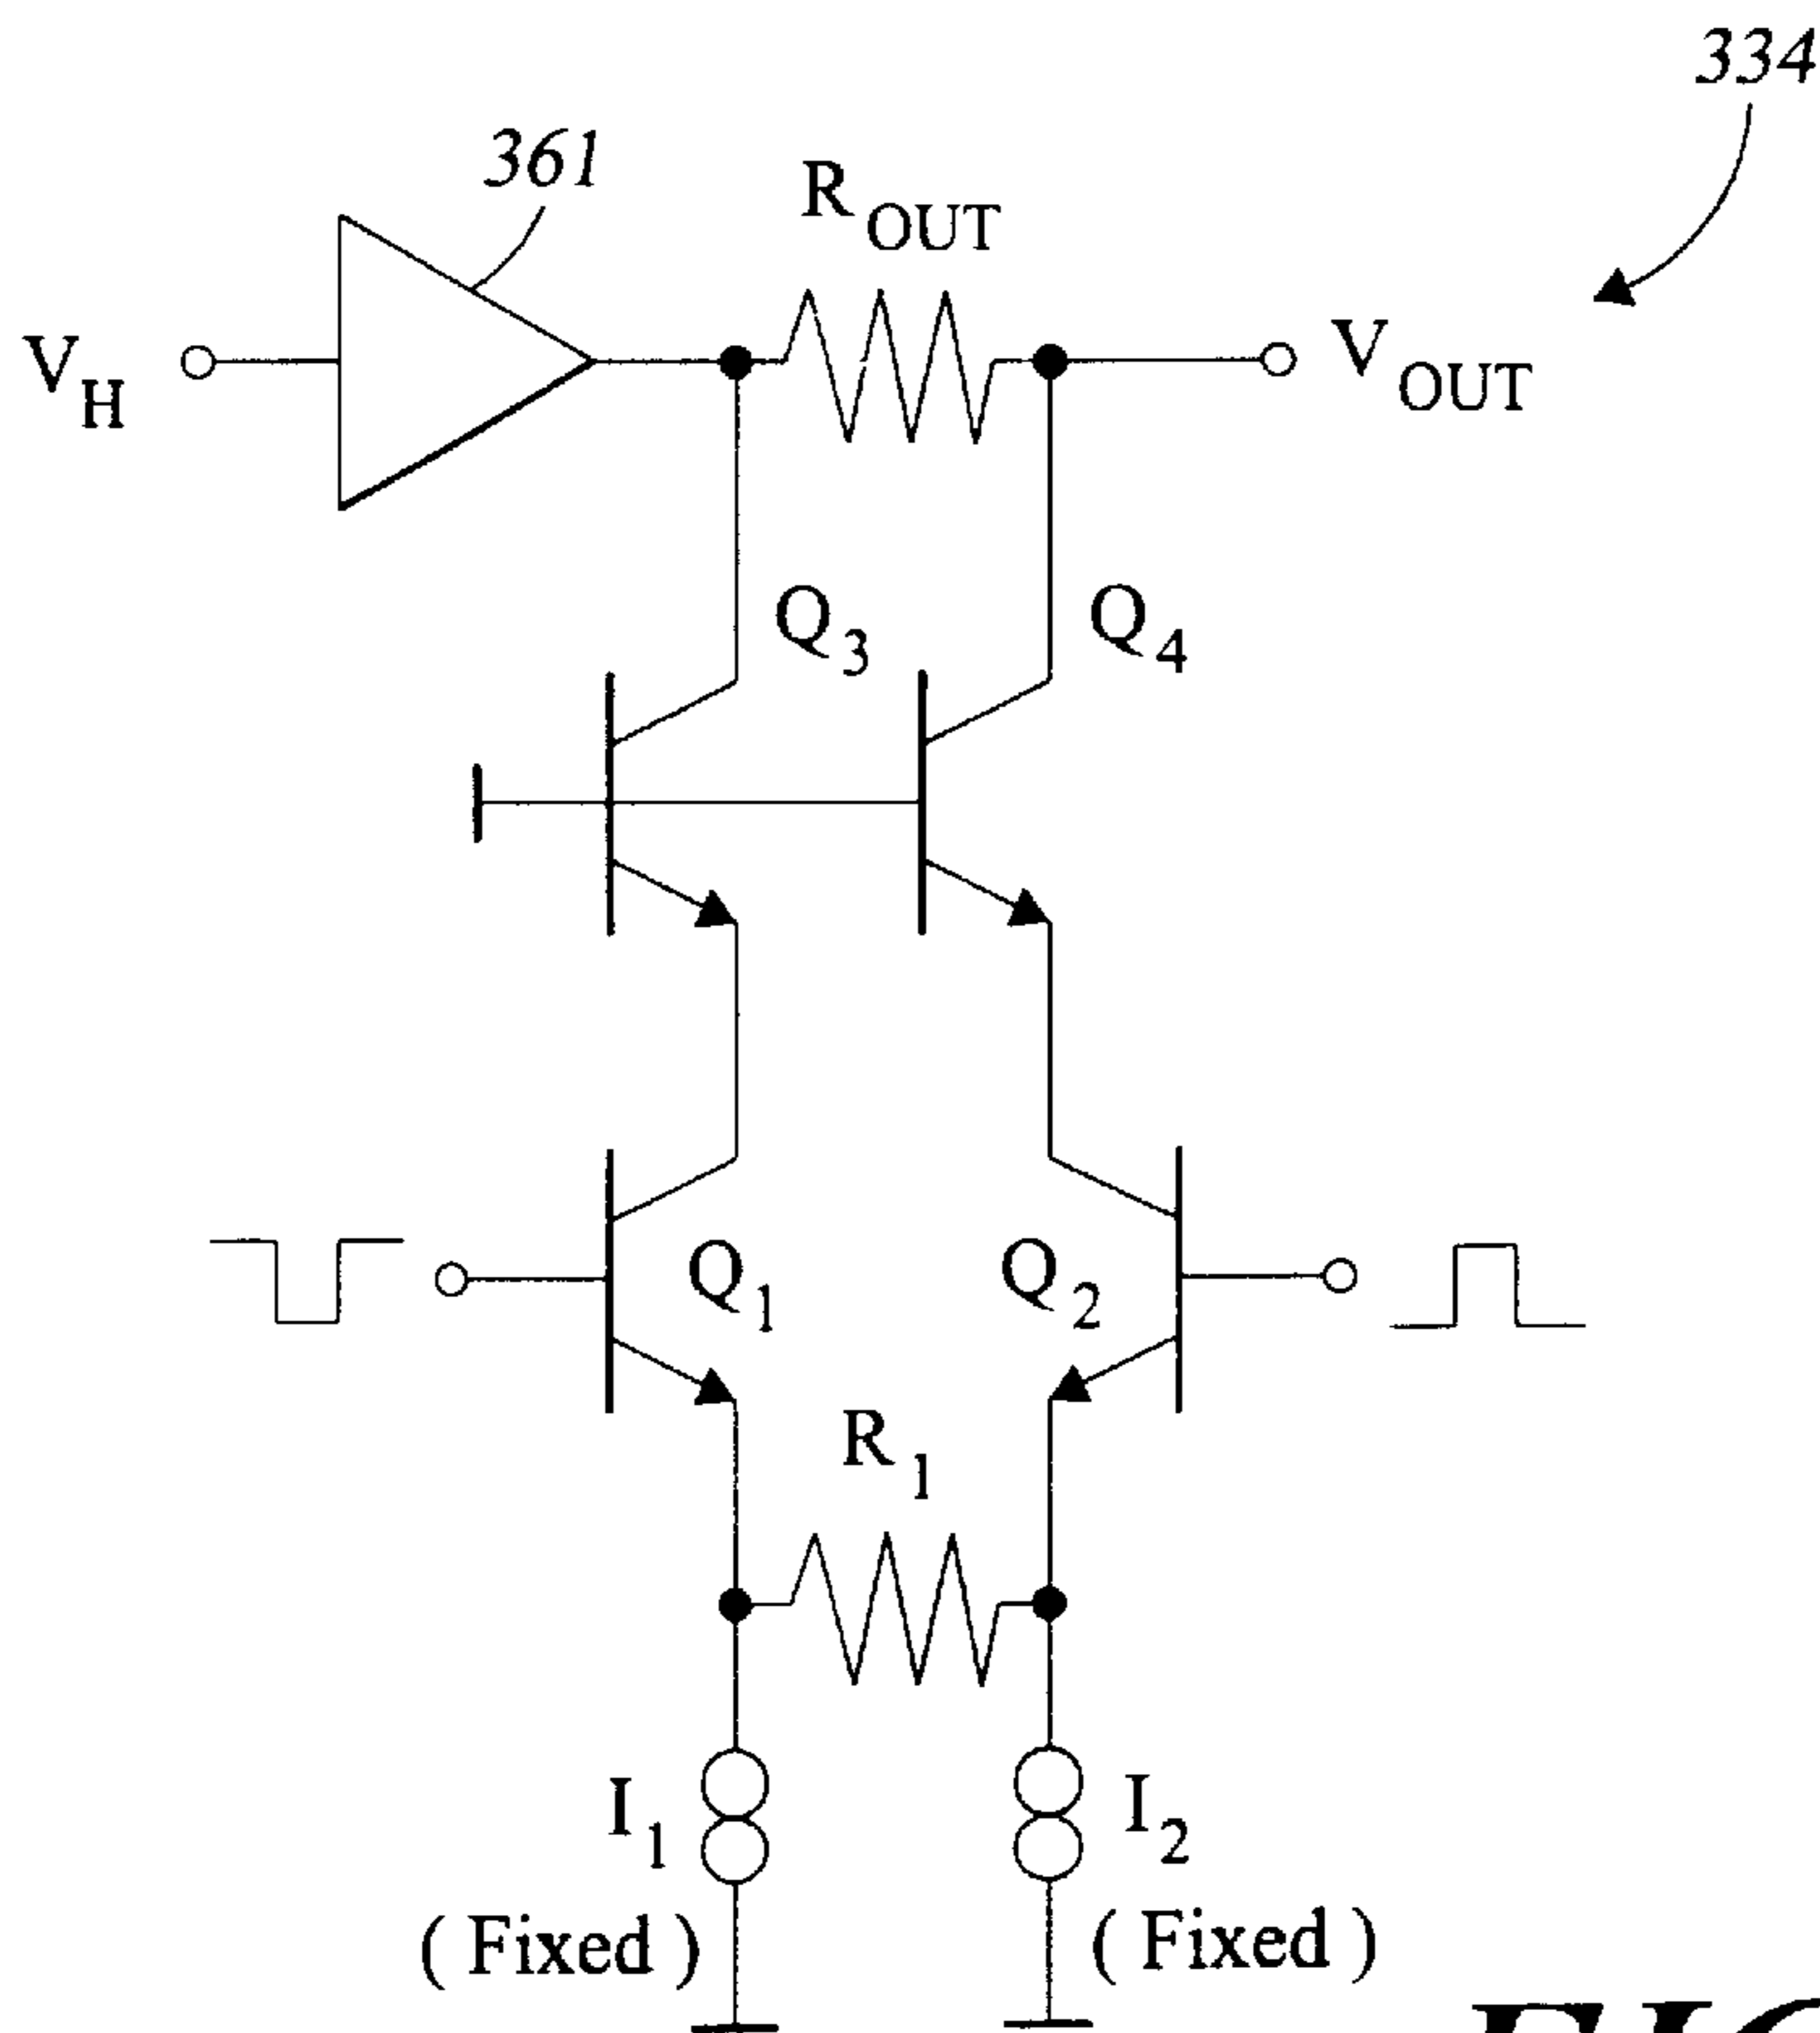 334
361
R OUT
V H
V OUT
Q 3
Q 4
Q 1
Q 2
R 1
I 1
I 2
( Fixed )
( Fixed )